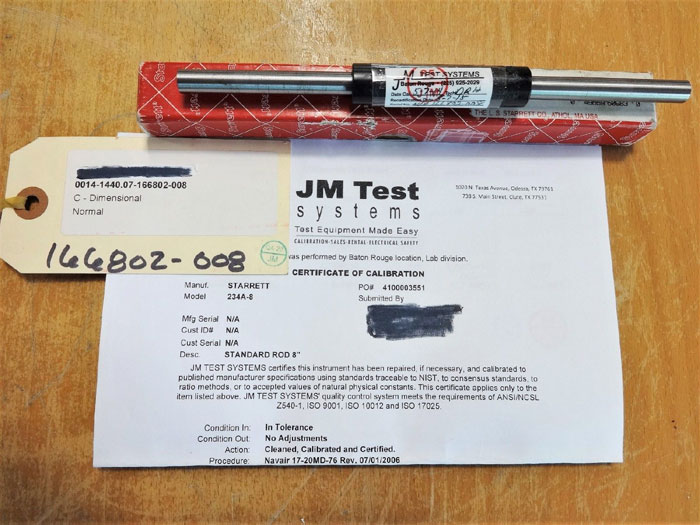 JM TEST SYSTEMS
Baton Rouge
THE L.S. STARRETT CO., ATHOL, MA. USA
0014-1440.07-166802-008
C - Dimensional
Normal
166802-008
JM
JM Test
systems
Test Equipment Made Easy
CALIBRATION-SALES-RENTAL-ELECTRICAL SAFETY
N. Texas Avenue, Odessa, TX
S. Main Street, Clute, TX
was performed by Baton Rouge location, Lab division.
CERTIFICATE OF CALIBRATION
Manuf. STARRETT PO# 4100003551
Model 234A-8 Submitted By
Mfg Serial N/A
Cust ID# N/A
Cust Serial N/A
Desc. STANDARD ROD 8"
JM TEST SYSTEMS certifies this instrument has been repaired, if necessary, and calibrated to
published manufacturer specifications using standards traceable to NIST, to consensus standards, to
ratio methods, or to accepted values of natural physical constants. This certificate applies only to the
item listed above. JM TEST SYSTEMS' quality control system meets the requirements of ANSI/NCSL
Z540-1, ISO 9001, ISO 10012 and ISO 17025.
Condition In: In Tolerance
Condition Out: No Adjustments
Action: Cleaned, Calibrated and Certified.
Procedure: Navair 17-20MD-76 Rev. 07/01/2006